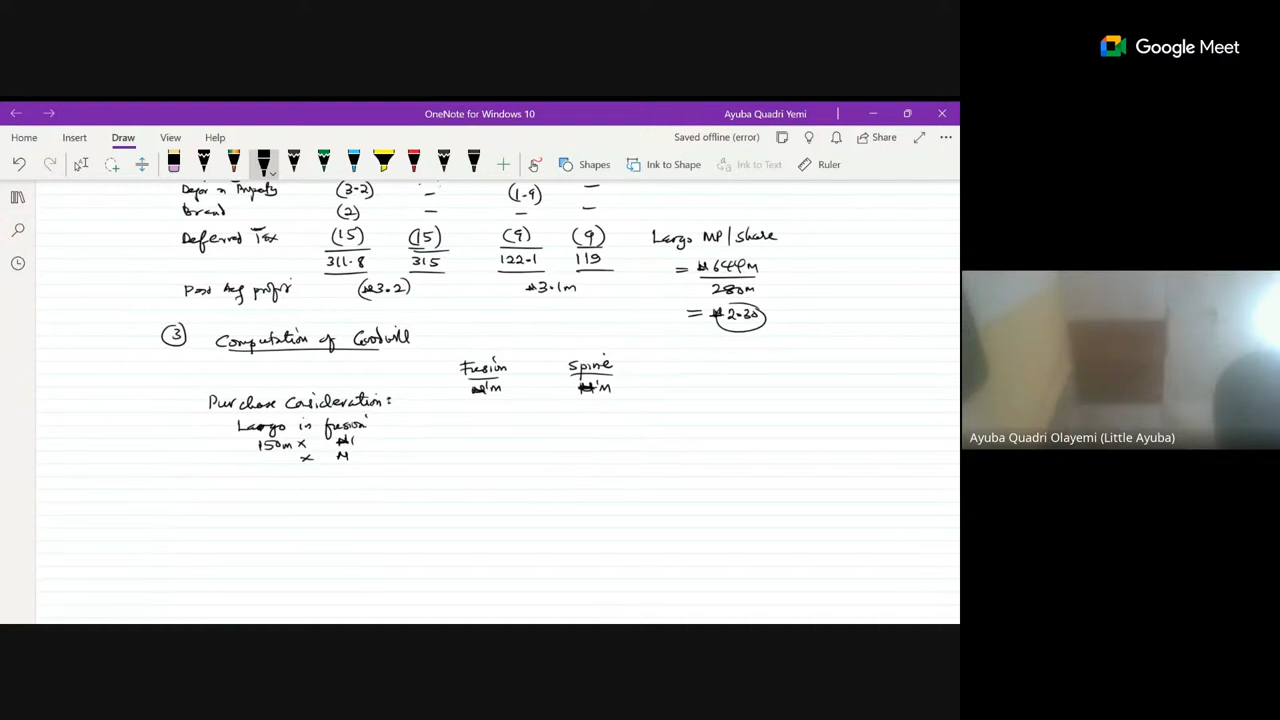 Google Meet
OneNote for Windows 10
Ayuba Quadri Yemi
Home Insert Draw View Help
Saved offline (error) Share
Shapes Ink to Shape Ink to Text Ruler
Depr n Property (3-2) - (1-9) -
Brand (2) - - -
Deferred Tax (15) (15) (9) (9)
311-8 315 122-1 119
Post Acq profit (₦3.2) ₦3.1m
Largo MP/Share
= ₦644m
280m
= ₦2-30
3 Computation of Goodwill
Fusion Spine
₦'m ₦'m
Purchase Consideration:
Largo in fusion
150m x ₦1
x ₦
Ayuba Quadri Olayemi (Little Ayuba)